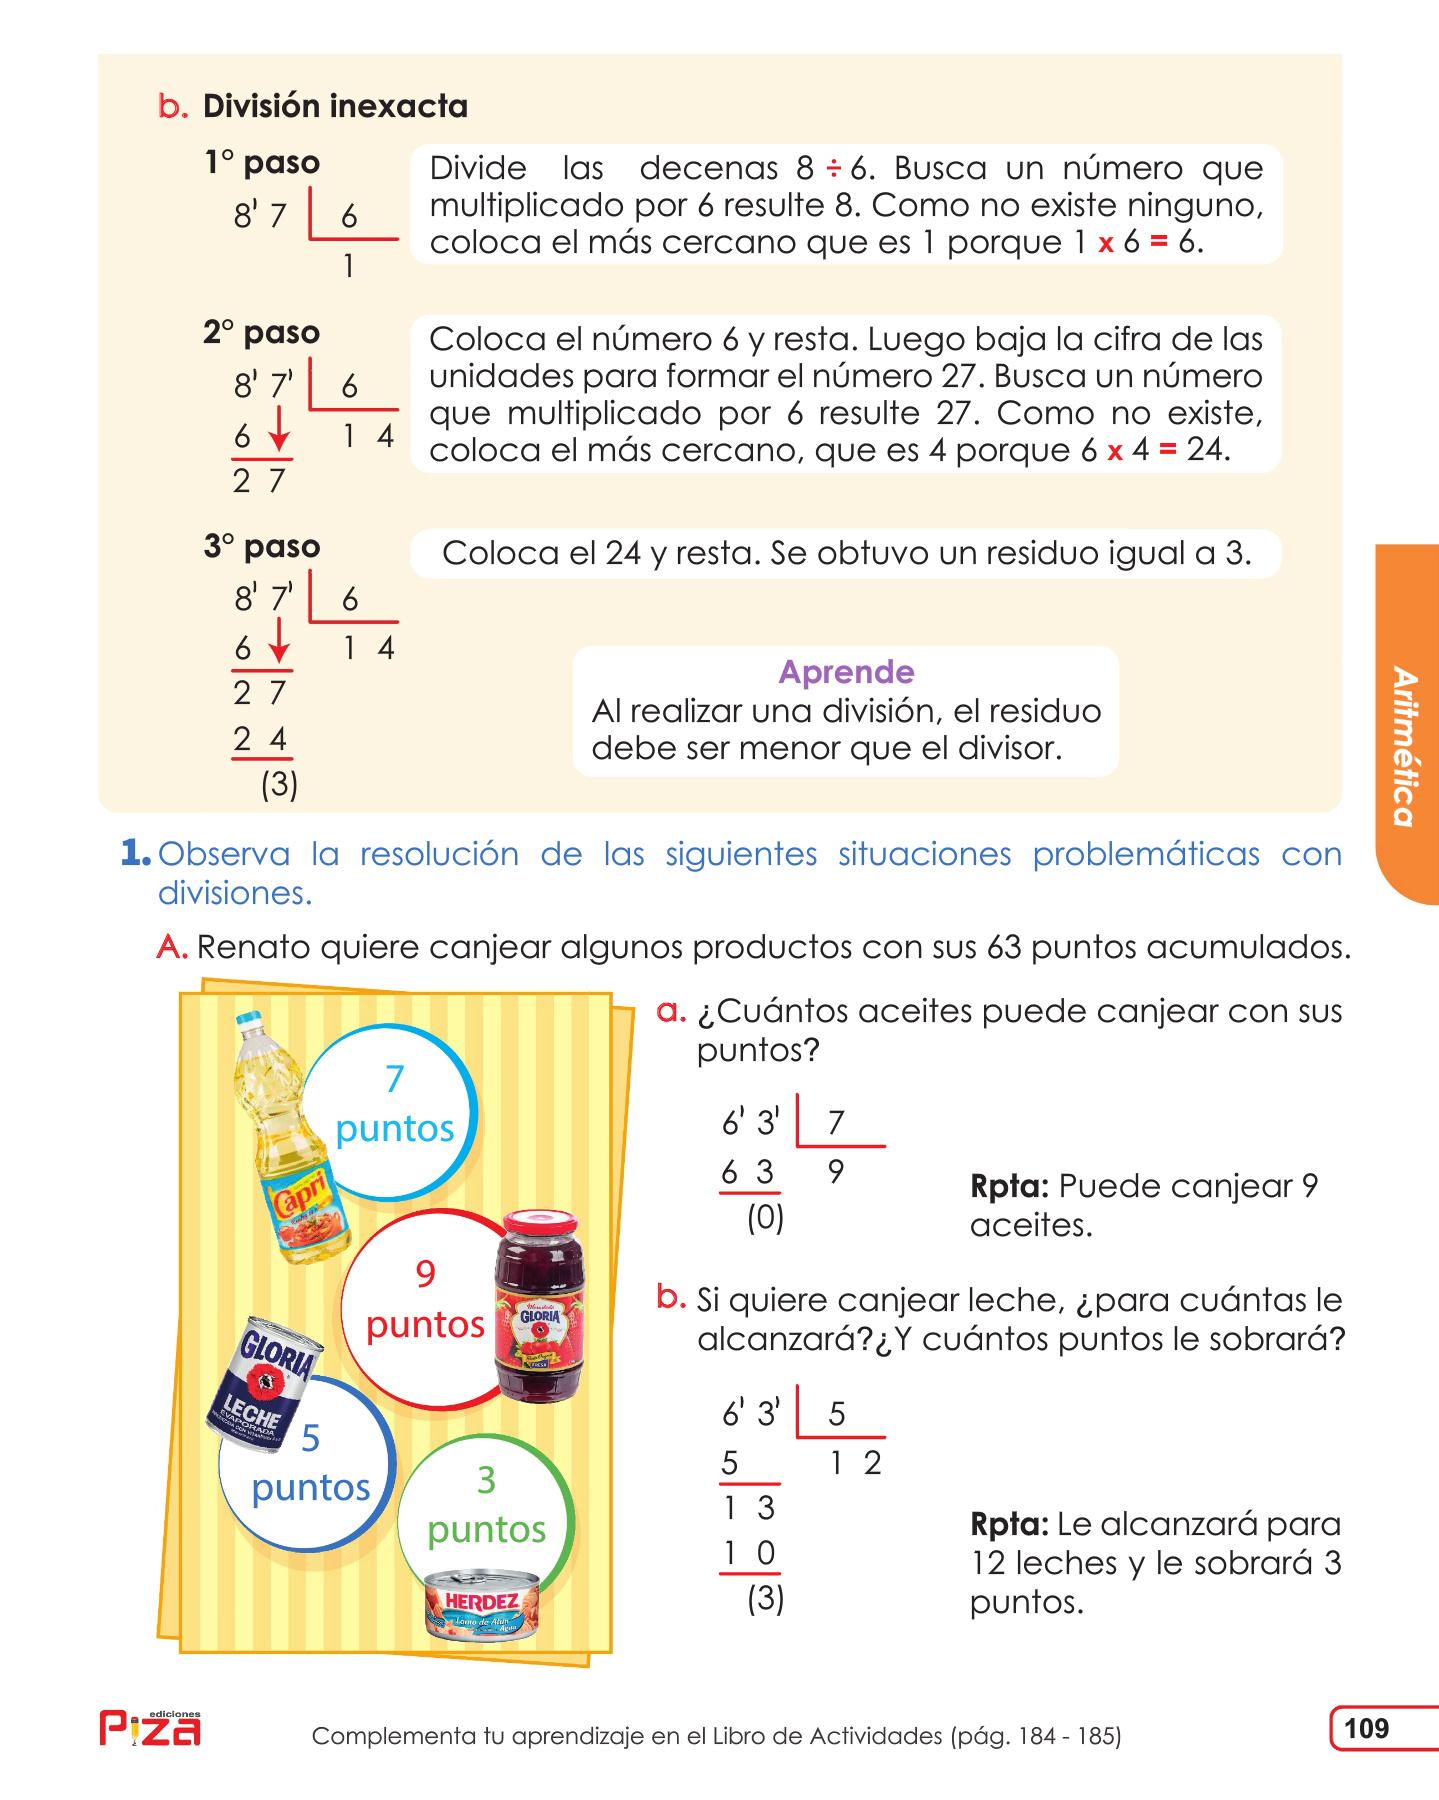 b. División inexacta
1° paso
8' 7 6
1
Divide las decenas 8 ÷ 6. Busca un número que
multiplicado por 6 resulte 8. Como no existe ninguno,
coloca el más cercano que es 1 porque 1 x 6 = 6.
2° paso
8' 7' 6
6 1 4
2 7
Coloca el número 6 y resta. Luego baja la cifra de las
unidades para formar el número 27. Busca un número
que multiplicado por 6 resulte 27. Como no existe,
coloca el más cercano, que es 4 porque 6 x 4 = 24.
3° paso
8' 7' 6
6 1 4
2 7
2 4
(3)
Coloca el 24 y resta. Se obtuvo un residuo igual a 3.
Aprende
Al realizar una división, el residuo
debe ser menor que el divisor.
Aritmética
1. Observa la resolución de las siguientes situaciones problemáticas con
divisiones.
A. Renato quiere canjear algunos productos con sus 63 puntos acumulados.
7
puntos
Capri
9
puntos
GLORIA
FRESA
GLORIA
LECHE
EVAPORADA
5
puntos
3
puntos
HERDEZ
Lomo de Atún
Agua
a. ¿Cuántos aceites puede canjear con sus
puntos?
6' 3' 7
6 3 9
(0)
Rpta: Puede canjear 9
aceites.
b. Si quiere canjear leche, ¿para cuántas le
alcanzará?¿Y cuántos puntos le sobrará?
6' 3' 5
5 1 2
1 3
1 0
(3)
Rpta: Le alcanzará para
12 leches y le sobrará 3
puntos.
ediciones
Piza
Complementa tu aprendizaje en el Libro de Actividades (pág. 184 - 185)
109